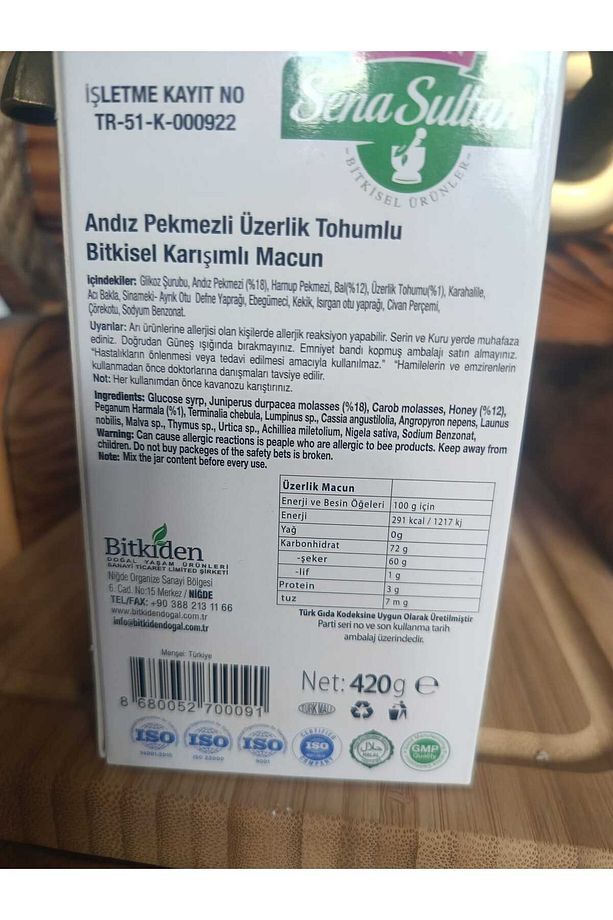 İŞLETME KAYIT NO
TR-51-K-000922
Sena Sultan
BİTKİSEL ÜRÜNLER
Andız Pekmezli Üzerlik Tohumlu
Bitkisel Karışımlı Macun
İçindekiler: Glikoz Şurubu, Andız Pekmezi (%18), Harnup Pekmezi, Bal(%12), Üzerlik Tohumu(%1), Karahalile,
Acı Bakla, Sinameki- Ayrık Otu Defne Yaprağı, Ebegümeci, Kekik, Isırgan otu yaprağı, Civan Perçemi,
Çörekotu, Sodyum Benzonat.
Uyarılar: Arı ürünlerine allerjisi olan kişilerde allerjik reaksiyon yapabilir. Serin ve Kuru yerde muhafaza
ediniz. Doğrudan Güneş ışığında bırakmayınız. Emniyet bandı kopmuş ambalajı satın almayınız.
"Hastalıkların önlenmesi veya tedavi edilmesi amacıyla kullanılmaz." "Hamilelerin ve emzirenlerin
kullanmadan önce doktorlarına danışmaları tavsiye edilir.
Not: Her kullanımdan önce kavanozu karıştırınız.
Ingredients: Glucose syrp, Juniperus durpacea molasses (%18), Carob molasses, Honey (%12),
Peganum Harmala (%1), Terminalia chebula, Lumpinus sp., Cassia angustilolia, Angropyron nepens, Launus
nobilis, Malva sp., Thymus sp., Urtica sp., Achilliea miletolium, Nigela sativa, Sodium Benzonat,
Warning: Can cause allergic reactions is peaple who are allergic to bee products. Keep away from
children. Do not buy packeges of the safety bets is broken.
Note: Mix the jar content before every use.
Üzerlik Macun
Enerji ve Besin Öğeleri 100 g için
Enerji 291 kcal / 1217 kj
Yağ 0g
Karbonhidrat 72 g
-şeker 60 g
-lif 1 g
Protein 3 g
tuz 7 mg
Türk Gıda Kodeksine Uygun Olarak Üretilmiştir
Parti seri no ve son kullanma tarih
ambalaj üzerindedir.
Bitkiden
DOĞAL YAŞAM ÜRÜNLERİ
SANAYİ TİCARET LİMİTED ŞİRKETİ
Niğde Organize Sanayi Bölgesi
6. Cad. No:15 Merkez / NİĞDE
TEL/FAX: +90 388 213 11 66
www.bitkidendogal.com.tr
info@bitkidendogal.com.tr
Menşei: Türkiye
8 680052 700091
Net: 420g e
TÜRK MALI
ISO ISO ISO ISO HALAL GMP
ISO 22000
9001
CERTIFIED
COMPANY
Quality